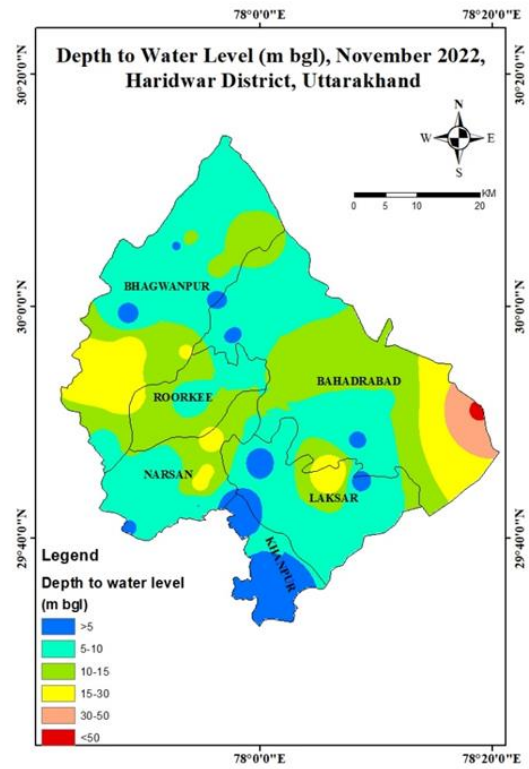 78°0'0"E
78°20'0"E
Depth to Water Level (m bgl), November 2022,
Haridwar District, Uttarakhand
30°20'0"N
30°20'0"N
N
W
E
S
KM
0 5 10 20
BHAGWANPUR
30°0'0"N
30°0'0"N
BAHADRABAD
ROORKEE
NARSAN
LAKSAR
KHANPUR
29°40'0"N
29°40'0"N
Legend
Depth to water level
(m bgl)
>5
5-10
10-15
15-30
30-50
<50
78°0'0"E
78°20'0"E